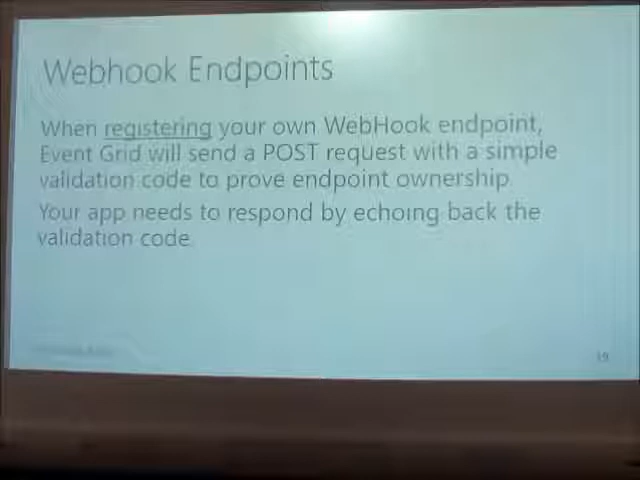 Webhook Endpoints
When registering your own WebHook endpoint,
Event Grid will send a POST request with a simple
validation code to prove endpoint ownership
Your app needs to respond by echoing back the
validation code
19